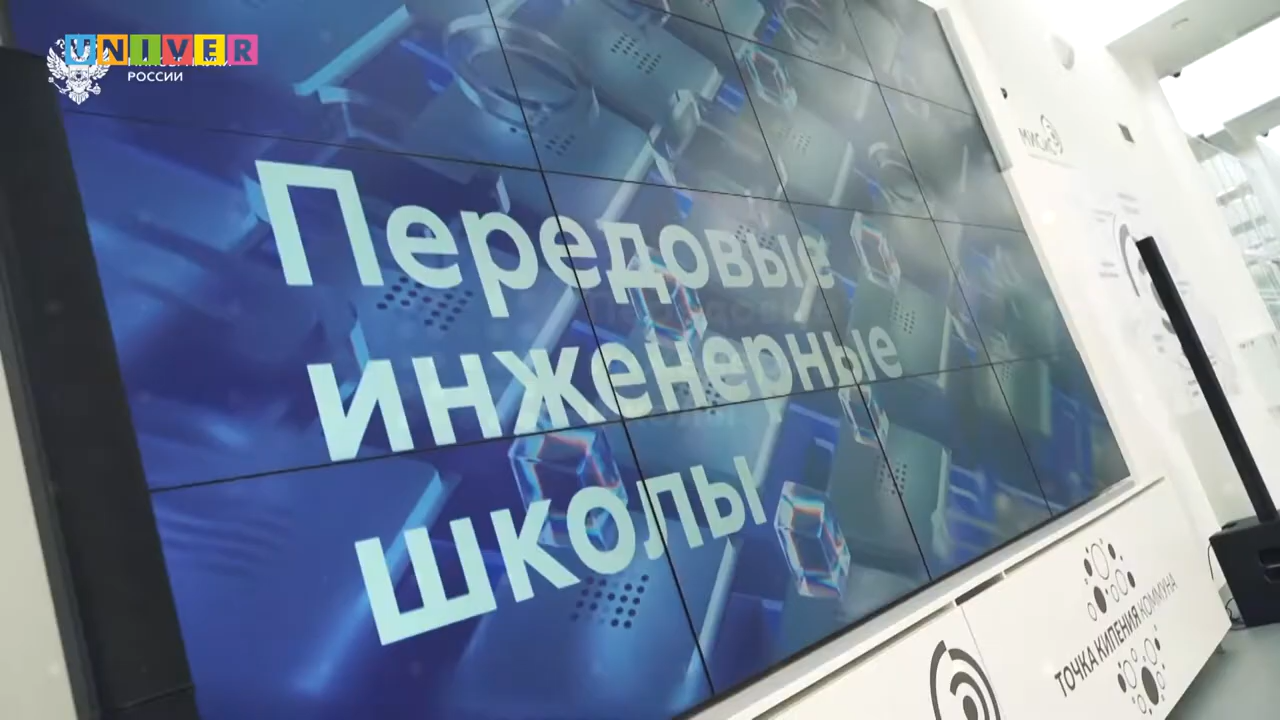 UNIVER
РОССИИ
Передовые
инженерные
школы
МИСИС
ТОЧКА КИПЕНИЯ КОММУНА